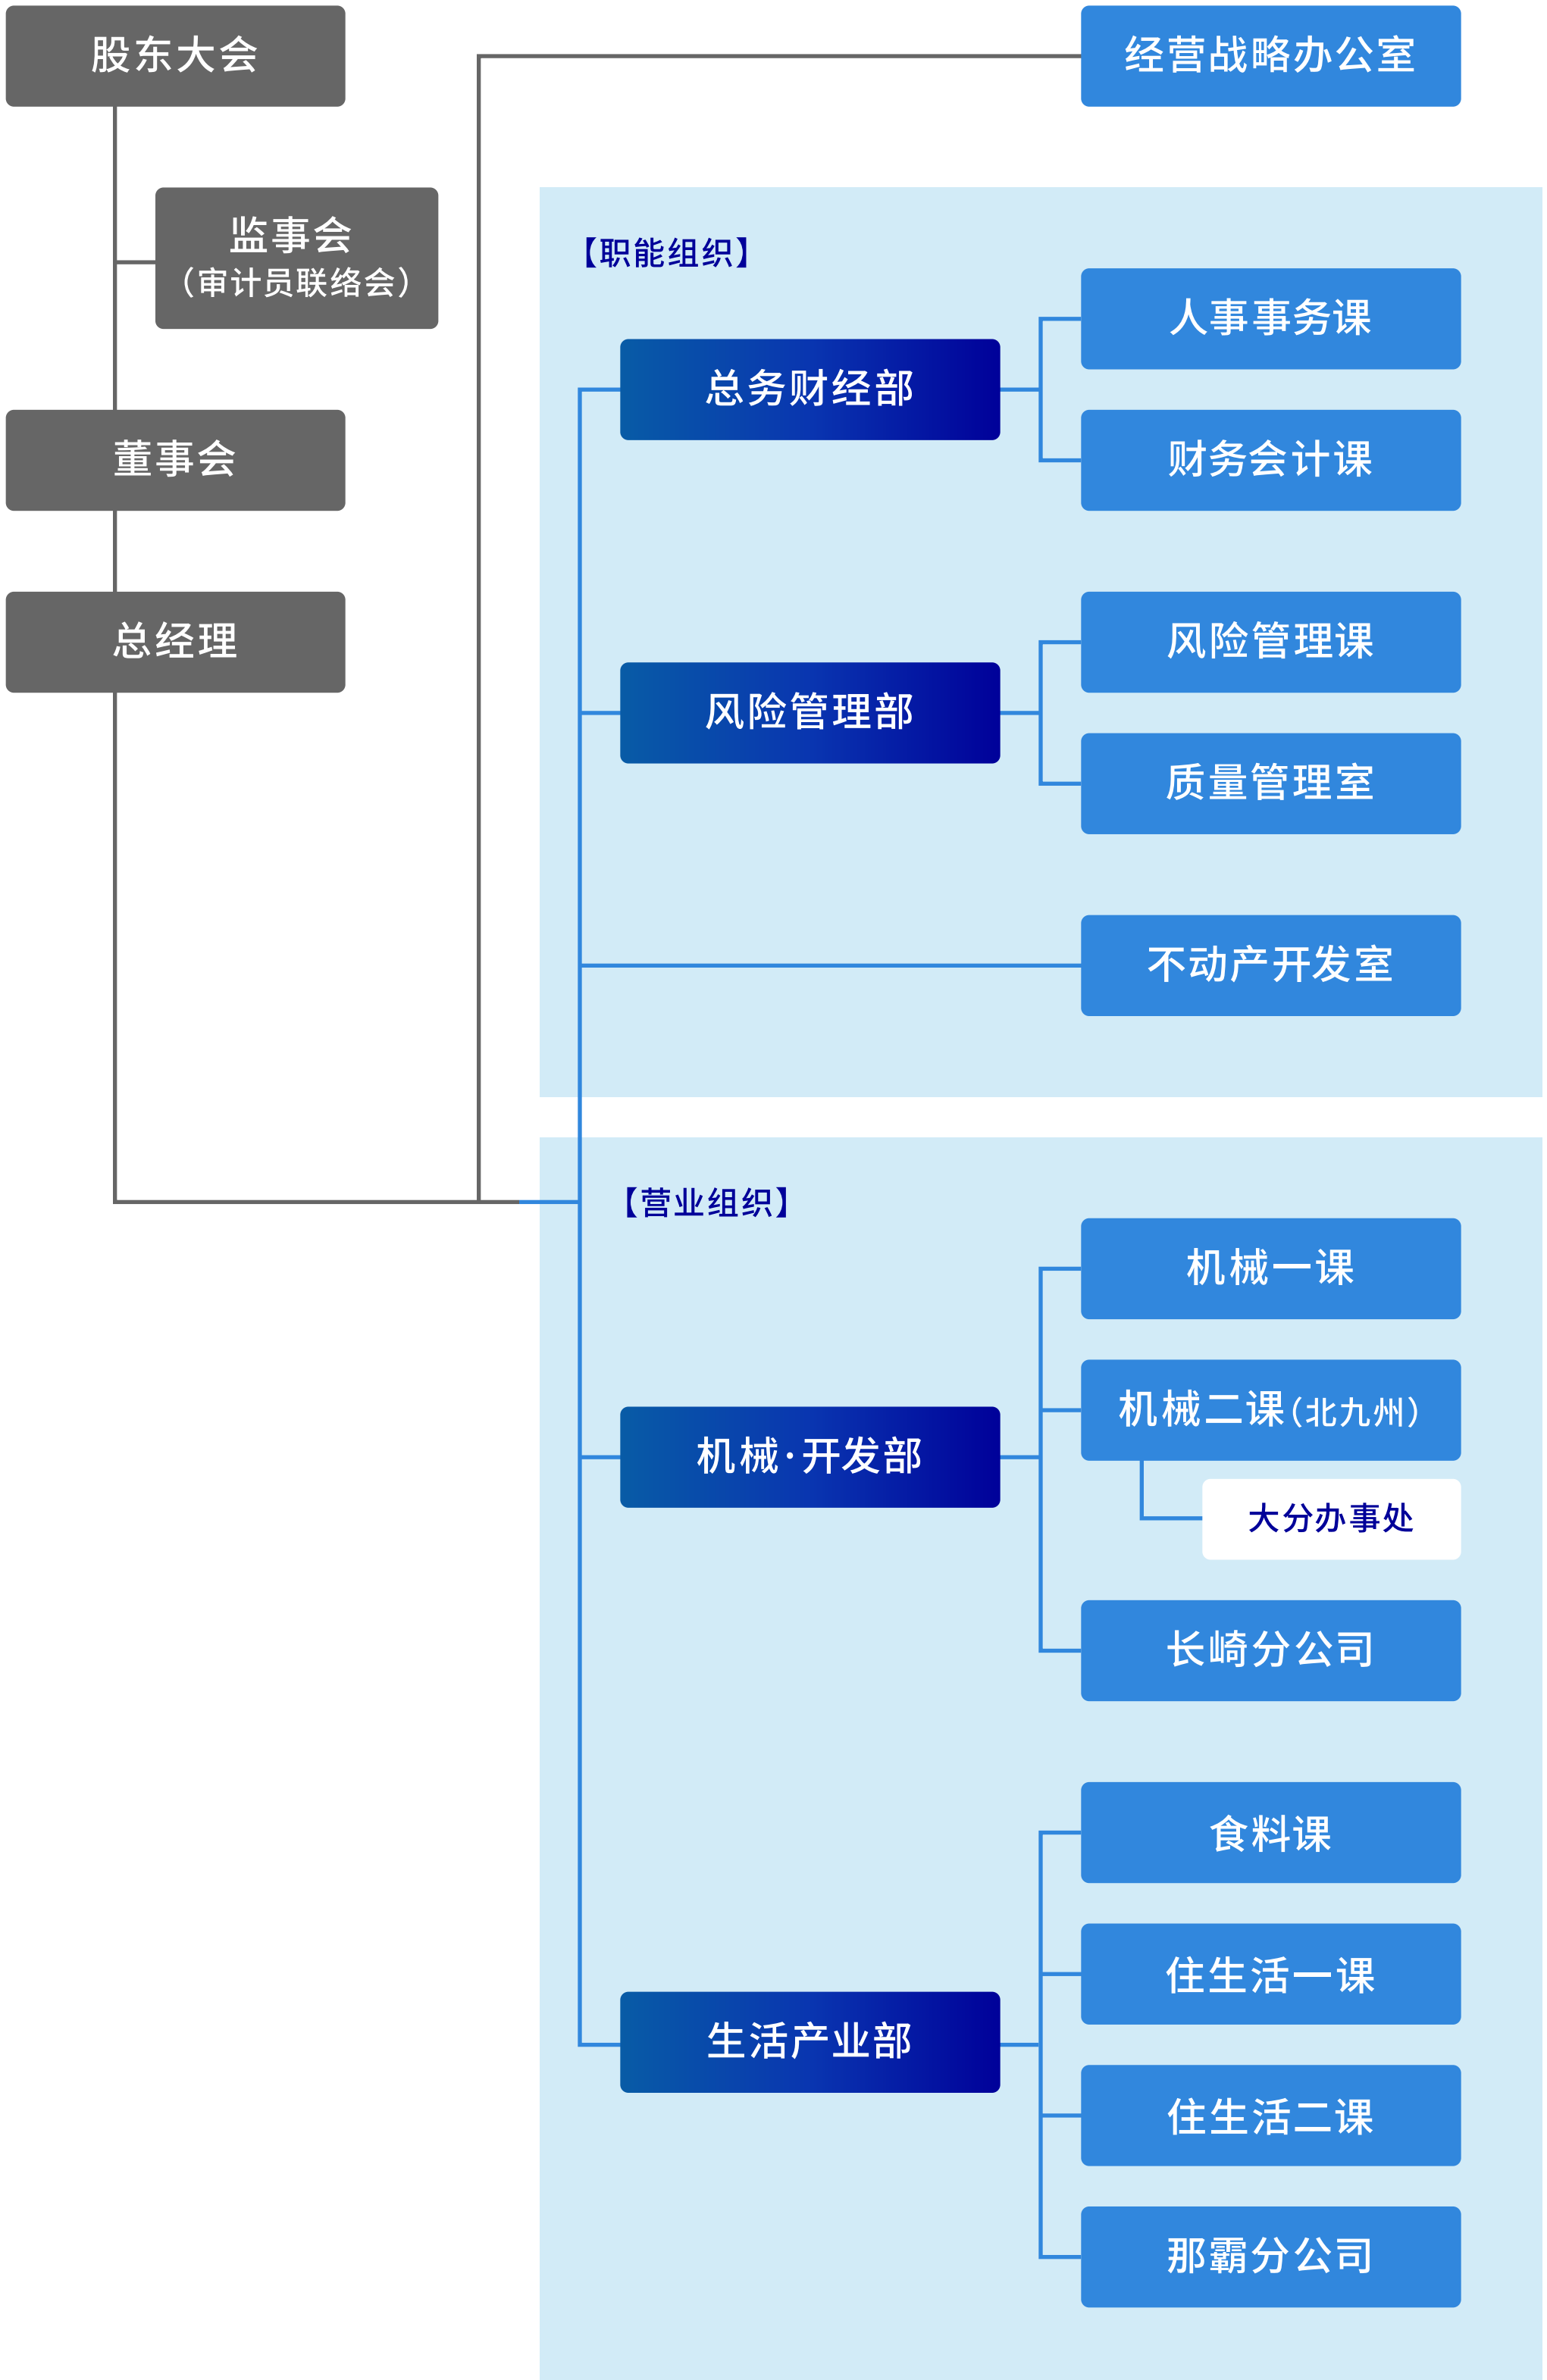 股东大会
经营战略办公室
监事会
（审计员联络会）
董事会
总经理
【职能组织】
总务财经部
人事事务课
财务会计课
风险管理部
风险管理课
质量管理室
不动产开发室
【营业组织】
机械·开发部
机械一课
机械二课（北九州）
大分办事处
长崎分公司
生活产业部
食料课
住生活一课
住生活二课
那霸分公司